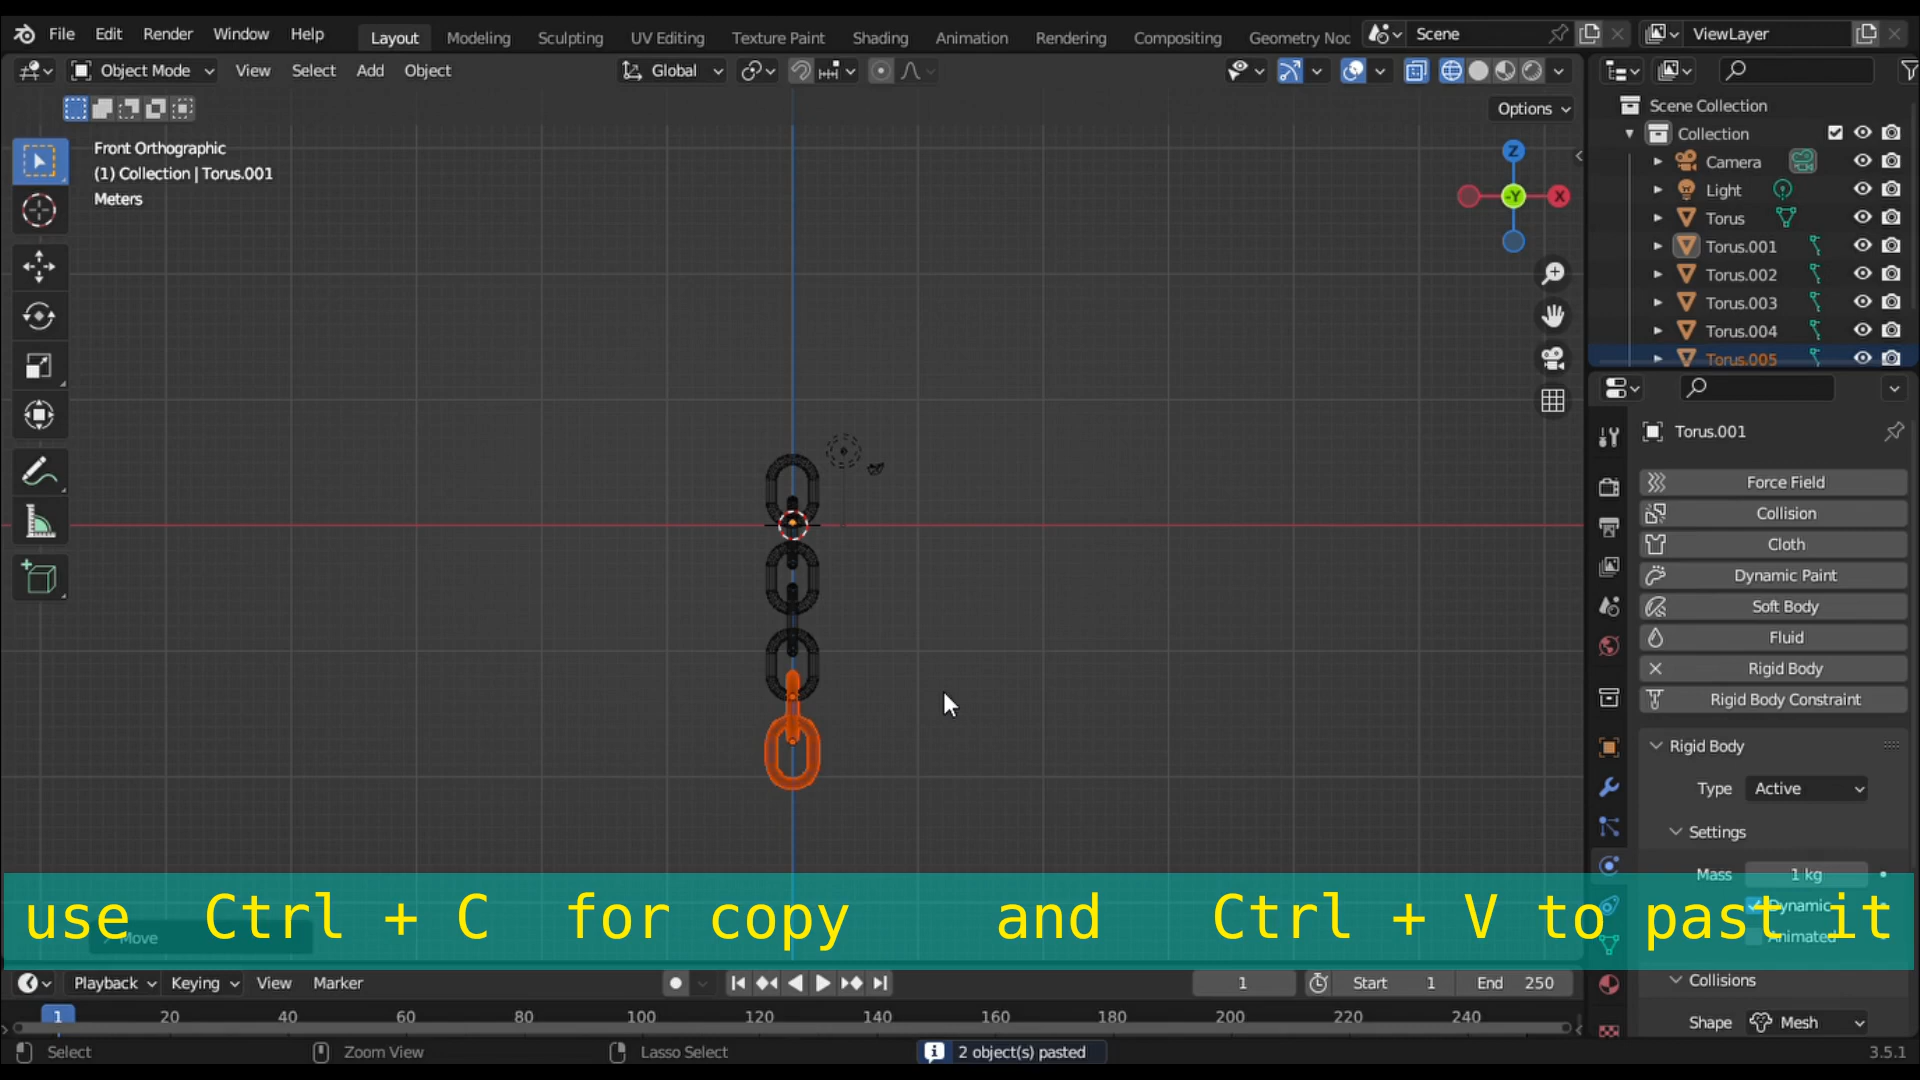 File Edit Render Window Help Layout Modeling Sculpting UV Editing Texture Paint Shading Animation Rendering Compositing Geometry Noc Scene ViewLayer
Object Mode View Select Add Object Global
Options
Front Orthographic
(1) Collection | Torus.001
Meters
Z
-Y
X
Scene Collection
Collection
Camera
Light
Torus
Torus.001
Torus.002
Torus.003
Torus.004
Torus.005
Torus.001
Force Field
Collision
Cloth
Dynamic Paint
Soft Body
Fluid
Rigid Body
Rigid Body Constraint
Rigid Body
Type Active
Settings
Mass 1 kg
Dynamic
Animated
use Ctrl + C for copy and Ctrl + V to past it
Move
Collisions
Shape Mesh
Playback Keying View Marker 1 Start 1 End 250
1 20 40 60 80 100 120 140 160 180 200 220 240
Select Zoom View Lasso Select 2 object(s) pasted 3.5.1